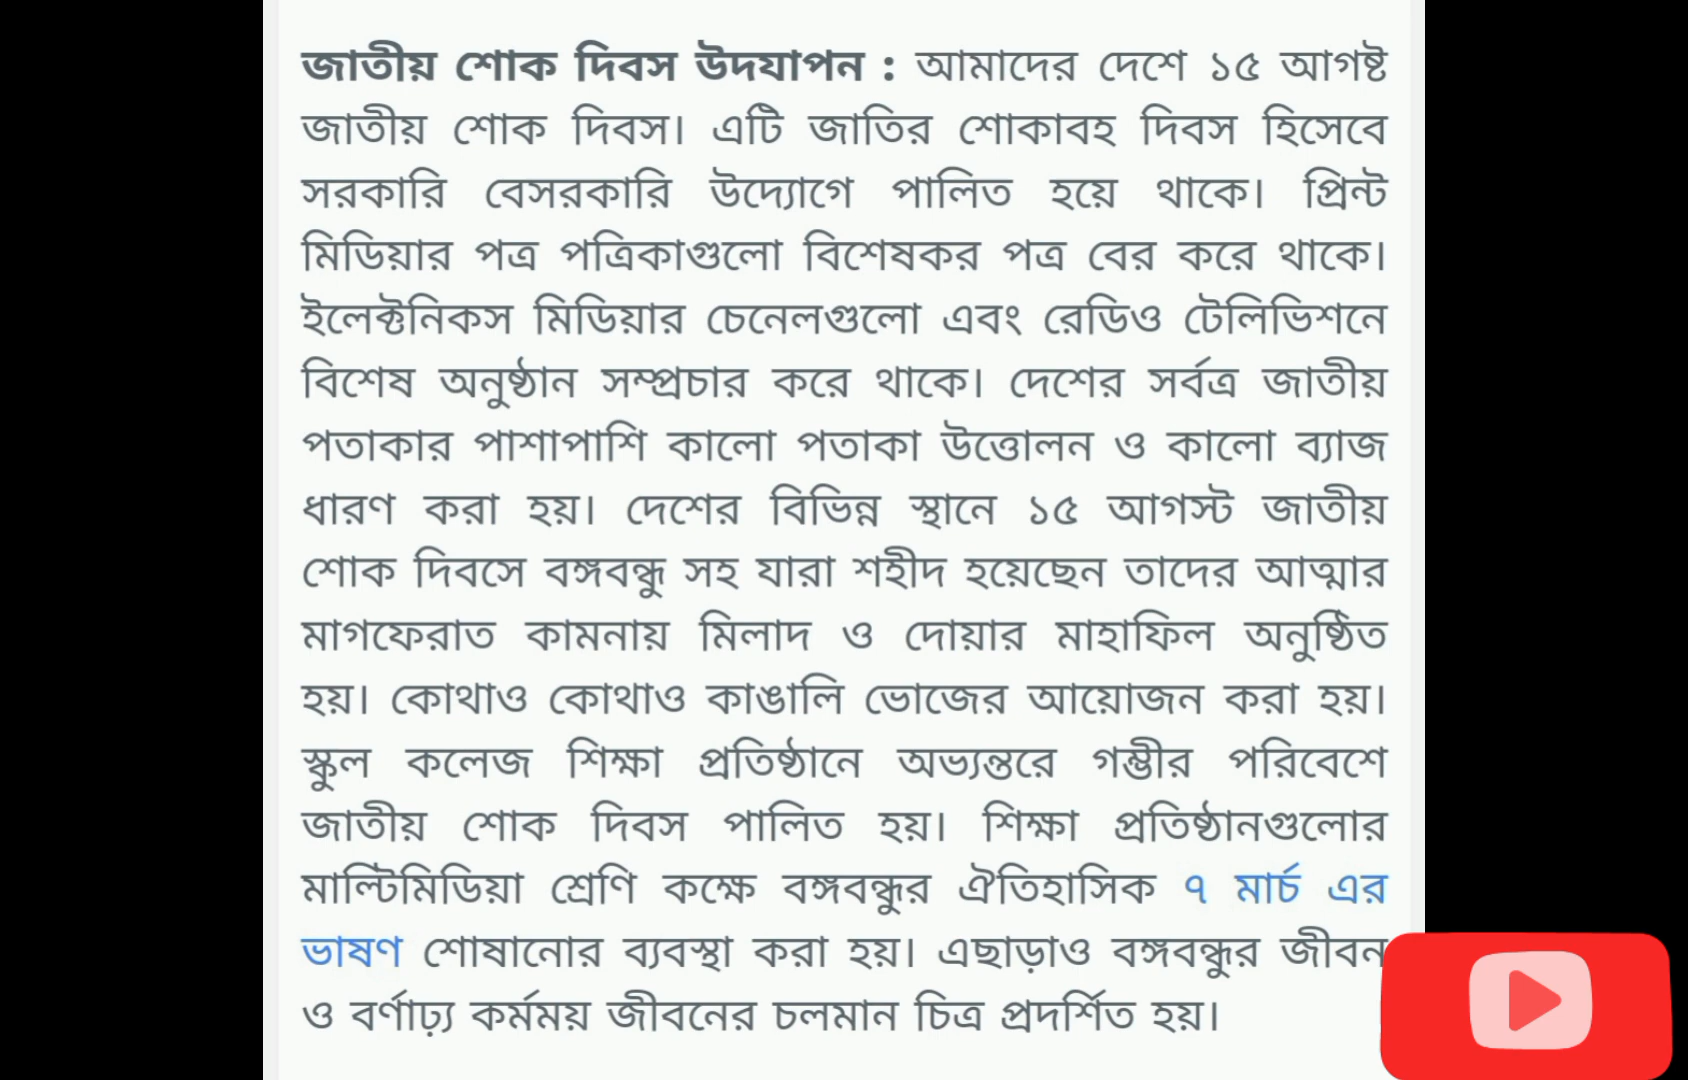 জাতীয় শোক দিবস উদযাপন : আমাদের দেশে ১৫ আগষ্ট
জাতীয় শোক দিবস। এটি জাতির শোকাবহ দিবস হিসেবে
সরকারি বেসরকারি উদ্যোগে পালিত হয়ে থাকে। প্রিন্ট
মিডিয়ার পত্র পত্রিকাগুলো বিশেষকর পত্র বের করে থাকে।
ইলেক্টনিকস মিডিয়ার চেনেলগুলো এবং রেডিও টেলিভিশনে
বিশেষ অনুষ্ঠান সম্প্রচার করে থাকে। দেশের সর্বত্র জাতীয়
পতাকার পাশাপাশি কালো পতাকা উত্তোলন ও কালো ব্যাজ
ধারণ করা হয়। দেশের বিভিন্ন স্থানে ১৫ আগস্ট জাতীয়
শোক দিবসে বঙ্গবন্ধু সহ যারা শহীদ হয়েছেন তাদের আত্মার
মাগফেরাত কামনায় মিলাদ ও দোয়ার মাহাফিল অনুষ্ঠিত
হয়। কোথাও কোথাও কাঙালি ভোজের আয়োজন করা হয়।
স্কুল কলেজ শিক্ষা প্রতিষ্ঠানে অভ্যন্তরে গম্ভীর পরিবেশে
জাতীয় শোক দিবস পালিত হয়। শিক্ষা প্রতিষ্ঠানগুলোর
মাল্টিমিডিয়া শ্রেণি কক্ষে বঙ্গবন্ধুর ঐতিহাসিক ৭ মার্চ এর
ভাষণ শোষানোর ব্যবস্থা করা হয়। এছাড়াও বঙ্গবন্ধুর জীবন
ও বর্ণাঢ্য কর্মময় জীবনের চলমান চিত্র প্রদর্শিত হয়।